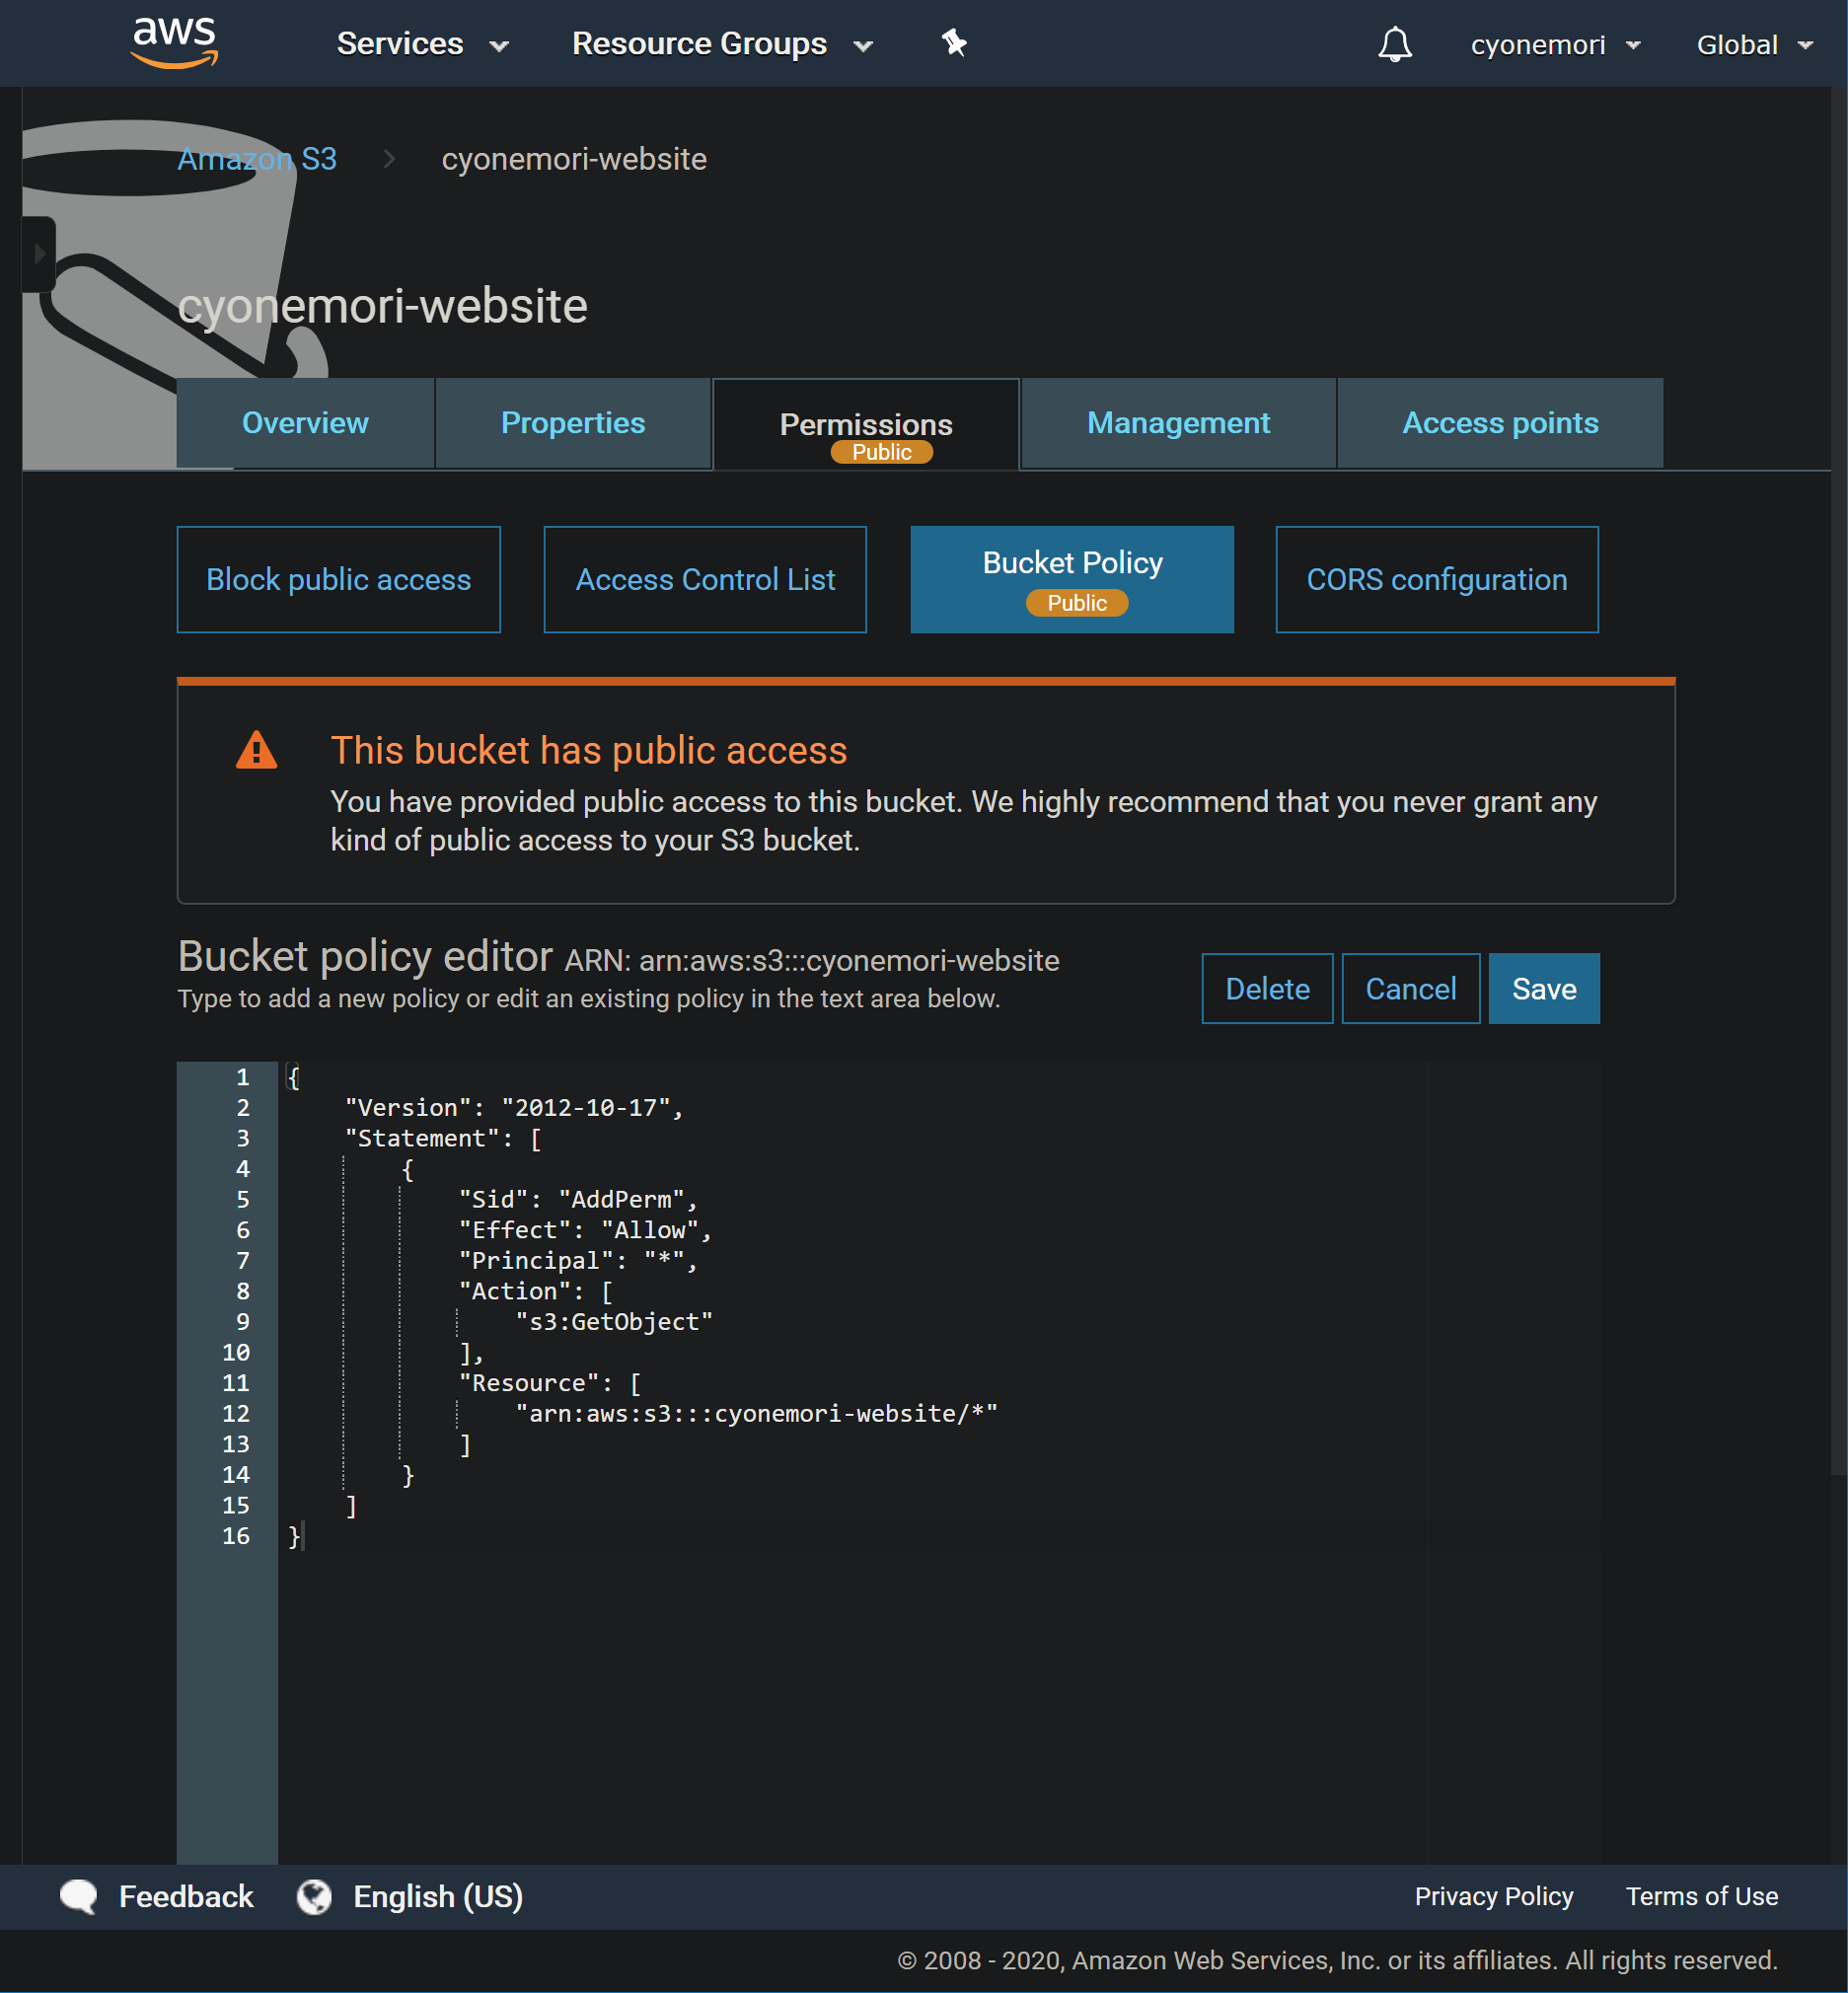 aws Services Resource Groups cyonemori Global
Amazon S3 cyonemori-website
cyonemori-website
Overview Properties Permissions Management Access points
Public
Block public access Access Control List Bucket Policy CORS configuration
Public
This bucket has public access
You have provided public access to this bucket. We highly recommend that you never grant any
kind of public access to your S3 bucket.
Bucket policy editor ARN: arn:aws:s3:::cyonemori-website
Type to add a new policy or edit an existing policy in the text area below.
Delete Cancel Save
1 {
2     "Version": "2012-10-17",
3     "Statement": [
4         {
5             "Sid": "AddPerm",
6             "Effect": "Allow",
7             "Principal": "*",
8             "Action": [
9                 "s3:GetObject"
10             ],
11             "Resource": [
12                 "arn:aws:s3:::cyonemori-website/*"
13             ]
14         }
15     ]
16 }
Feedback English (US) Privacy Policy Terms of Use
© 2008 - 2020, Amazon Web Services, Inc. or its affiliates. All rights reserved.